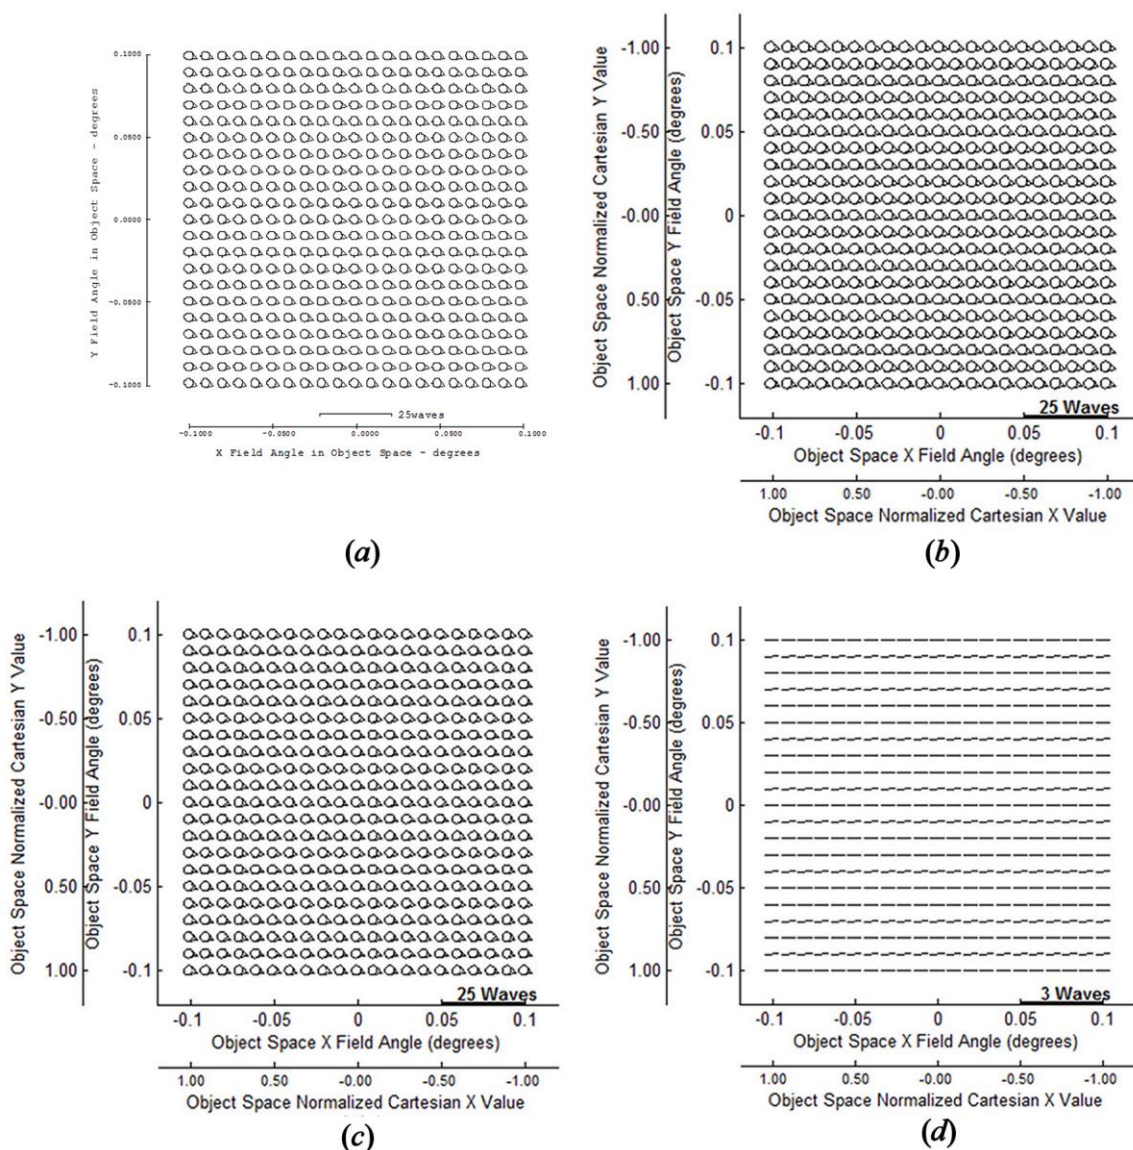 Y Field Angle in Object Space - degrees
0.1000
0.0500
0.0000
-0.0500
-0.1000
25waves
-0.1000 -0.0500 0.0000 0.0500 0.1000
X Field Angle in Object Space - degrees
(a)
Object Space Normalized Cartesian Y Value
Object Space Y Field Angle (degrees)
-1.00 0.1
-0.50 0.05
-0.00 0
0.50 -0.05
1.00 -0.1
25 Waves
-0.1 -0.05 0 0.05 0.1
Object Space X Field Angle (degrees)
1.00 0.50 -0.00 -0.50 -1.00
Object Space Normalized Cartesian X Value
(b)
Object Space Normalized Cartesian Y Value
Object Space Y Field Angle (degrees)
-1.00 0.1
-0.50 0.05
-0.00 0
0.50 -0.05
1.00 -0.1
25 Waves
-0.1 -0.05 0 0.05 0.1
Object Space X Field Angle (degrees)
1.00 0.50 -0.00 -0.50 -1.00
Object Space Normalized Cartesian X Value
(c)
Object Space Normalized Cartesian Y Value
Object Space Y Field Angle (degrees)
-1.00 0.1
-0.50 0.05
-0.00 0
0.50 -0.05
1.00 -0.1
3 Waves
-0.1 -0.05 0 0.05 0.1
Object Space X Field Angle (degrees)
1.00 0.50 -0.00 -0.50 -1.00
Object Space Normalized Cartesian X Value
(d)